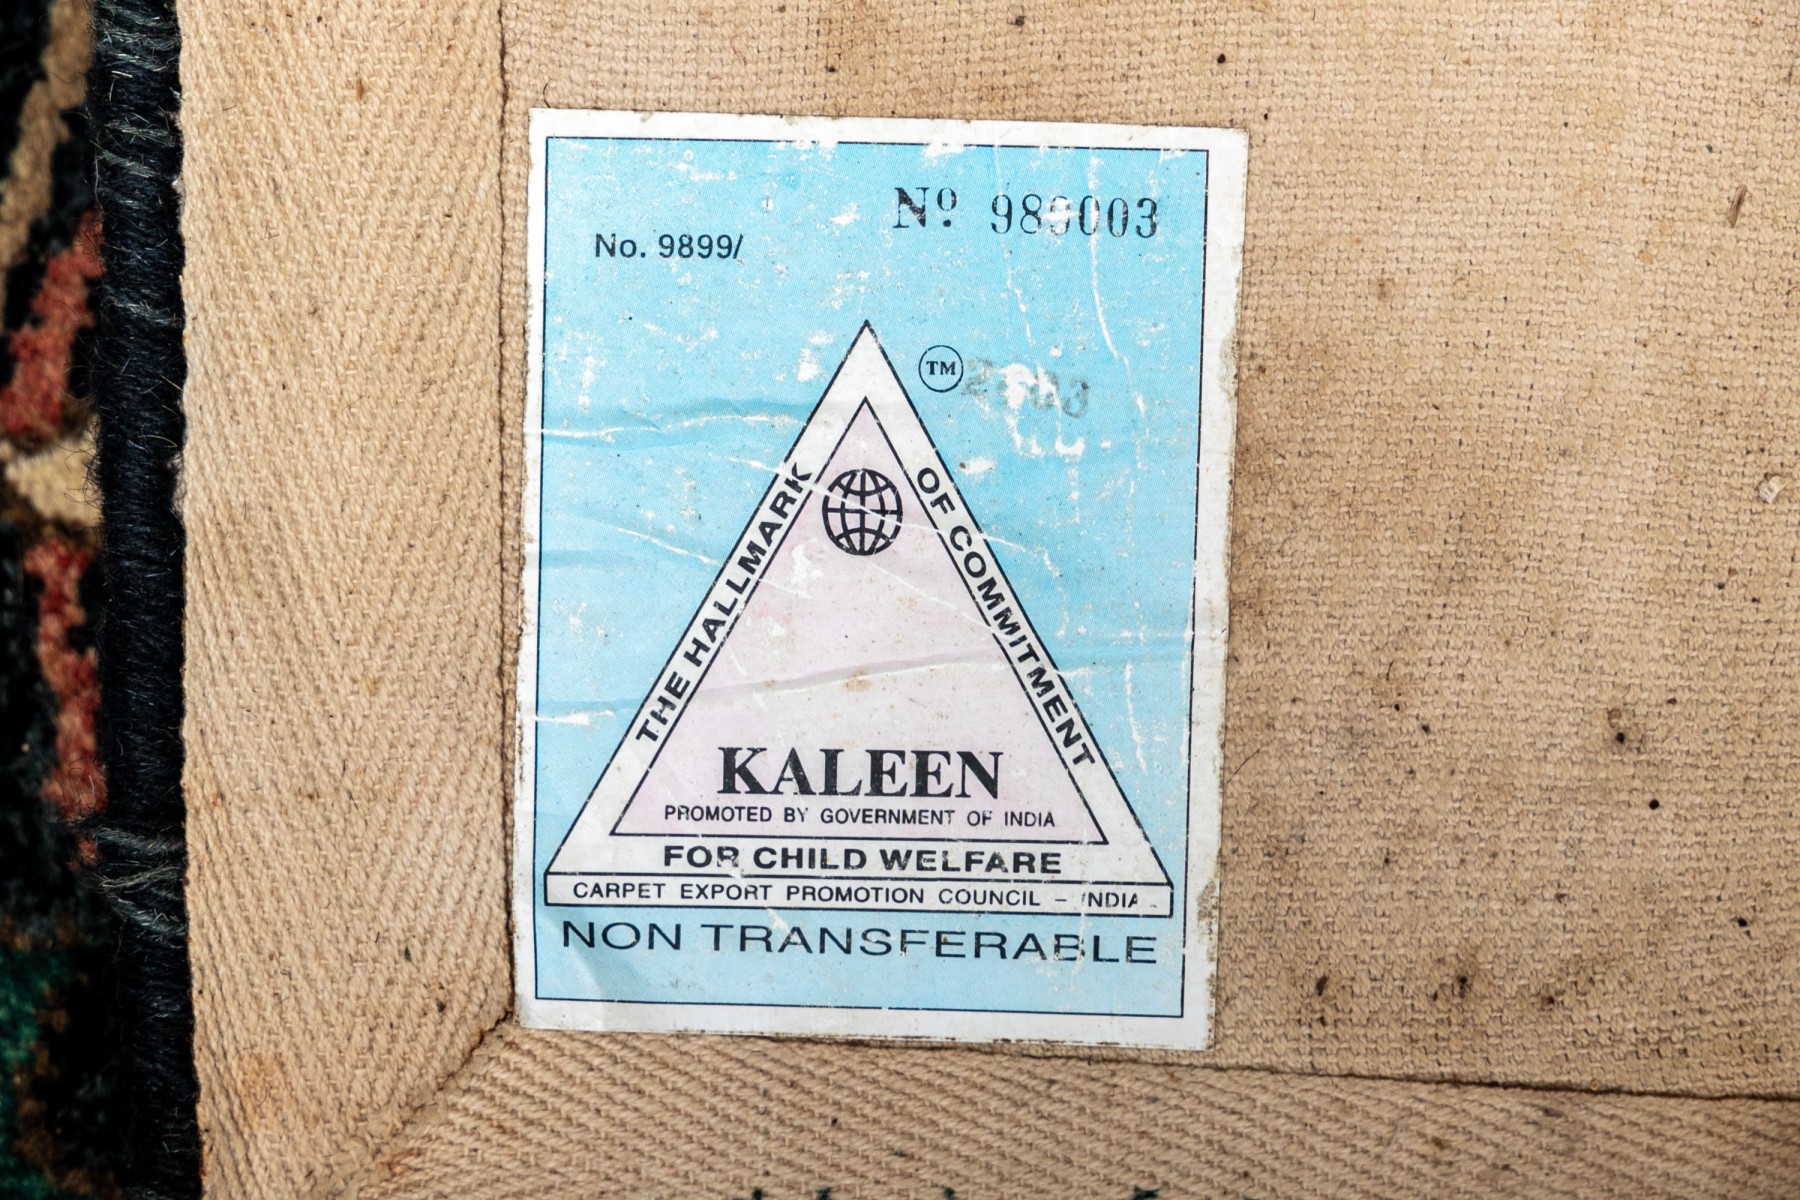 Nº 989003
No. 9899/
TM
THE HALLMARK
OF COMMITMENT
KALEEN
PROMOTED BY GOVERNMENT OF INDIA
FOR CHILD WELFARE
CARPET EXPORT PROMOTION COUNCIL – INDIA -
NON TRANSFERABLE